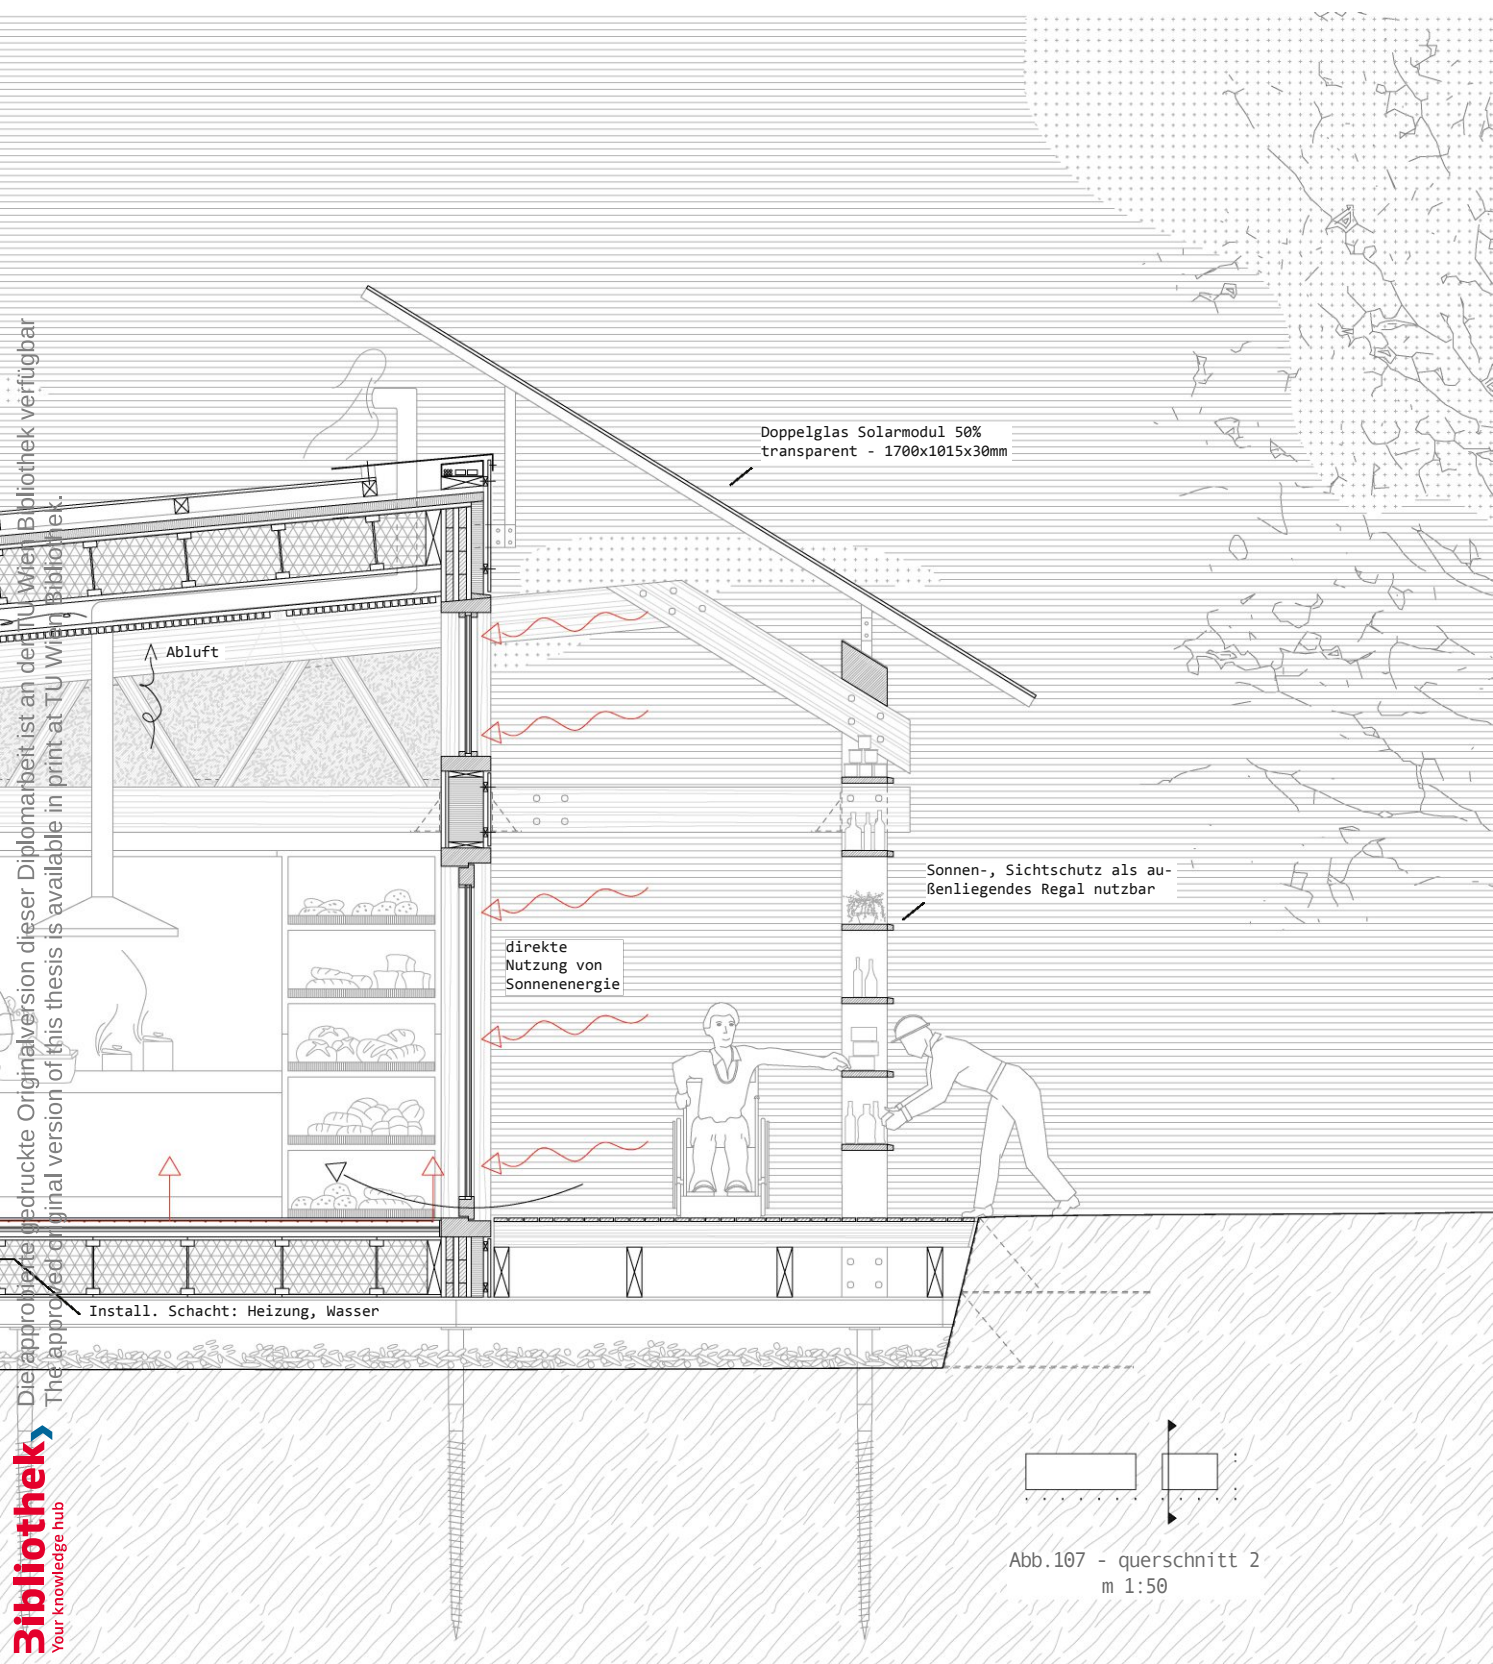 Doppelglas Solarmodul 50%
transparent - 1700x1015x30mm
Abluft
Sonnen-, Sichtschutz als au-
ßenliegendes Regal nutzbar
direkte
Nutzung von
Sonnenenergie
Install. Schacht: Heizung, Wasser
Abb.107 - querschnitt 2
m 1:50
Die approbierte gedruckte Originalversion dieser Diplomarbeit ist an der TU Wien Bibliothek verfügbar
The approved original version of this thesis is available in print at TU Wien Bibliothek.
Bibliothek
Your knowledge hub